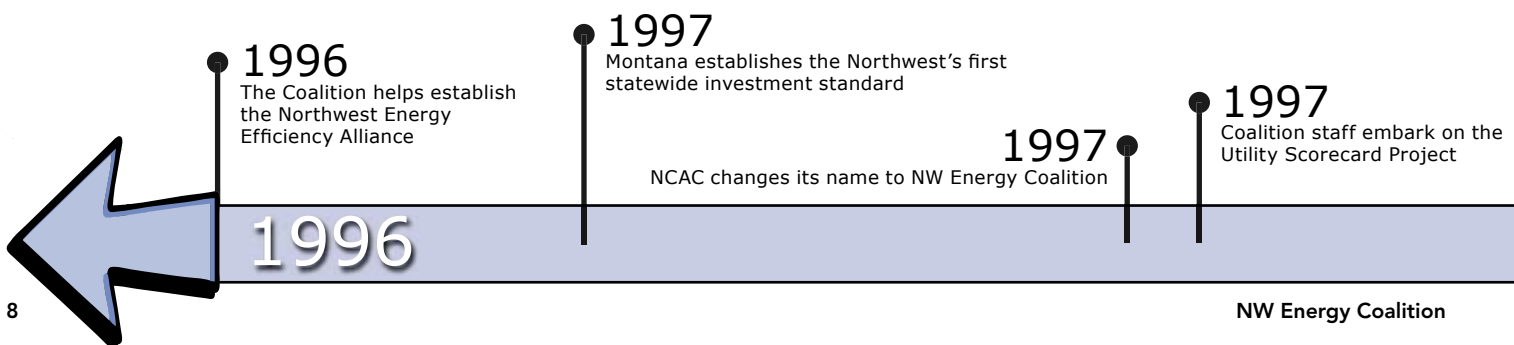 1996
The Coalition helps establish
the Northwest Energy
Efficiency Alliance
1997
Montana establishes the Northwest’s first
statewide investment standard
1997
NCAC changes its name to NW Energy Coalition
1997
Coalition staff embark on the
Utility Scorecard Project
1996
8
NW Energy Coalition